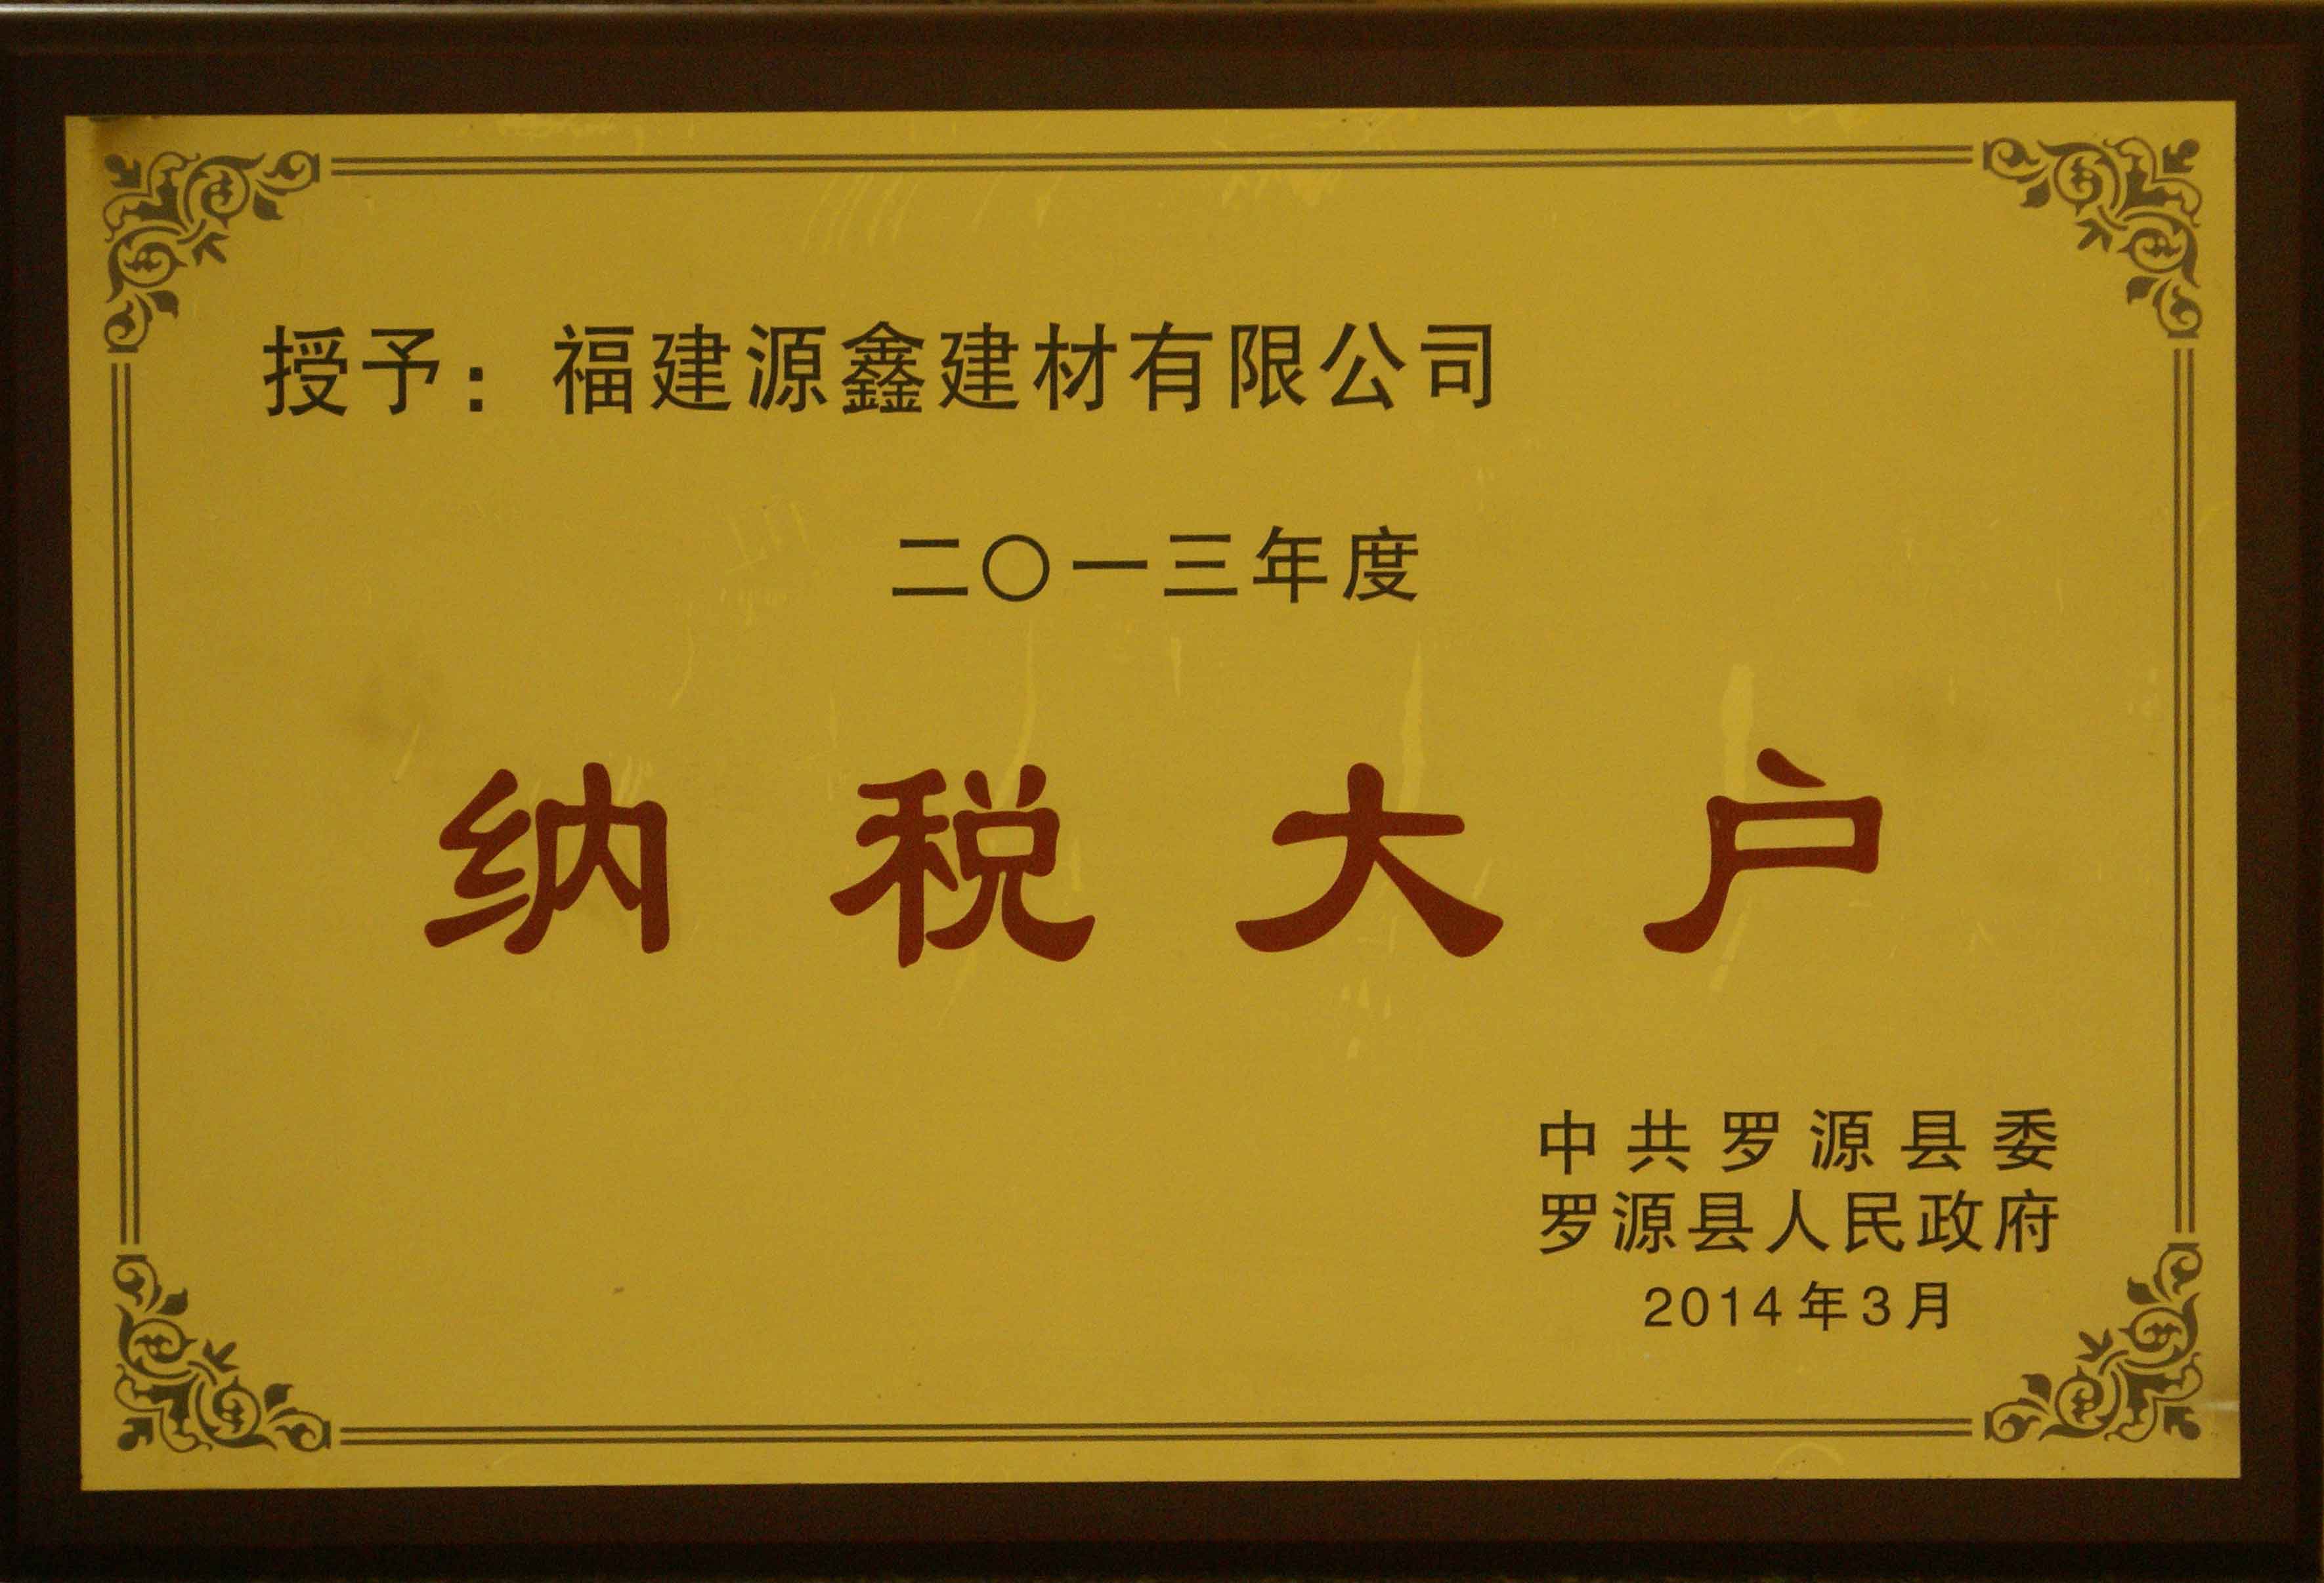 授予：福建源鑫建材有限公司
二〇一三年度
纳税大户
中共罗源县委
罗源县人民政府
2014年3月